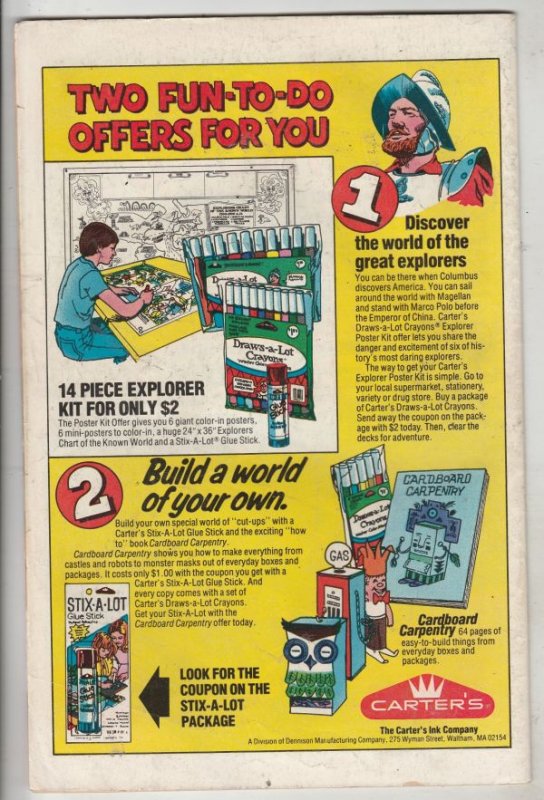 TWO FUN-TO-DO
OFFERS FOR YOU
1
Discover
the world of the
great explorers
You can be there when Columbus
discovers America. You can sail
around the world with Magellan
and stand with Marco Polo before
the Emperor of China. Carter's
Draws-a-Lot Crayons® Explorer
Poster Kit offer lets you share the
danger and excitement of six of his-
tory's most daring explorers.
The way to get your Carter's
Explorer Poster Kit is simple. Go to
your local supermarket, stationery,
variety or drug store. Buy a package
of Carter's Draws-a-Lot Crayons.
Send away the coupon on the pack-
age with $2 today. Then, clear the
decks for adventure.
Draws-a-Lot
Crayons
14 PIECE EXPLORER
KIT FOR ONLY $2
The Poster Kit Offer gives you 6 giant color-in posters,
6 mini-posters to color-in, a huge 24" x 36" Explorers
Chart of the Known World and a Stix-A-Lot® Glue Stick.
2
Build a world
of your own.
Build your own special world of "cut-ups" with a
Carter's Stix-A-Lot Glue Stick and the exciting "how
to" book Cardboard Carpentry.
Cardboard Carpentry shows you how to make everything from
castles and robots to monster masks out of everyday boxes and
packages. It costs only $1.00 with the coupon you get with a
Carter's Stix-A-Lot Glue Stick. And
every copy comes with a set of
Carter's Draws-a-Lot Crayons.
Get your Stix-A-Lot with the
Cardboard Carpentry offer today.
STIX-A-LOT
Glue Stick
LOOK FOR THE
COUPON ON THE
STIX-A-LOT
PACKAGE
Draws-a-Lot
Crayons
CARDBOARD
CARPENTRY
GAS
Cardboard
Carpentry 64 pages of
easy-to-build things from
everyday boxes and
packages.
CARTER'S
The Carter's Ink Company
A Division of Dennison Manufacturing Company, 275 Wyman Street, Waltham, MA 02154